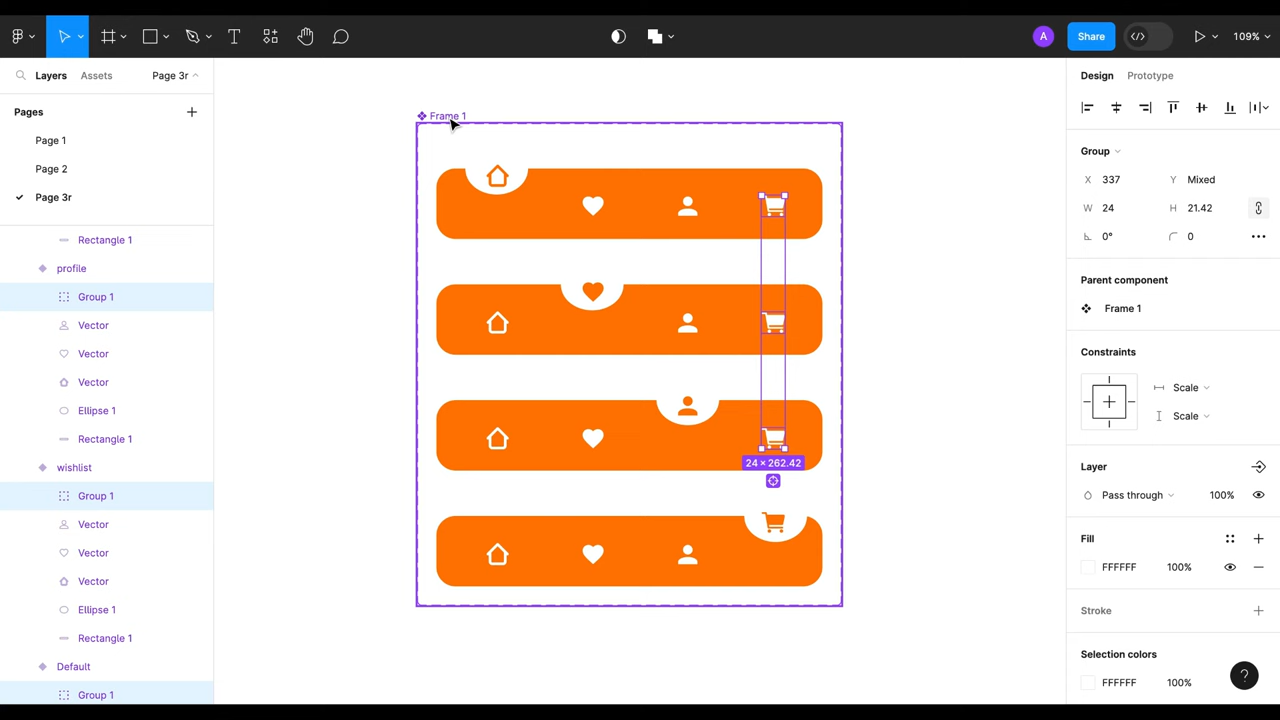 A
Share
109%
Layers
Assets
Page 3r
Pages
Page 1
Page 2
Page 3r
Rectangle 1
profile
Group 1
Vector
Vector
Vector
Ellipse 1
Rectangle 1
wishlist
Group 1
Vector
Vector
Vector
Ellipse 1
Rectangle 1
Default
Group 1
Frame 1
24 × 262.42
Design
Prototype
Group
X 337 Y Mixed
W 24 H 21.42
0° 0
Parent component
Frame 1
Constraints
Scale
Scale
Layer
Pass through 100%
Fill
FFFFFF 100%
Stroke
Selection colors
FFFFFF 100%
?